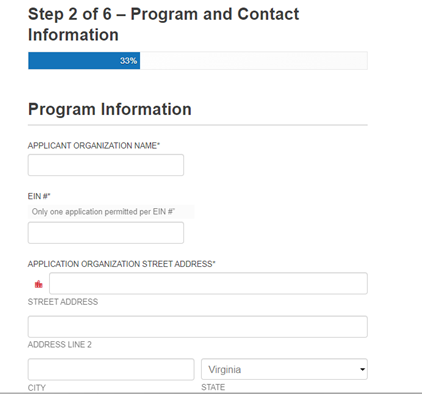 Step 2 of 6 – Program and Contact
Information
33%
Program Information
APPLICANT ORGANIZATION NAME*
EIN #*
Only one application permitted per EIN #"
APPLICATION ORGANIZATION STREET ADDRESS*
STREET ADDRESS
ADDRESS LINE 2
Virginia
CITY
STATE